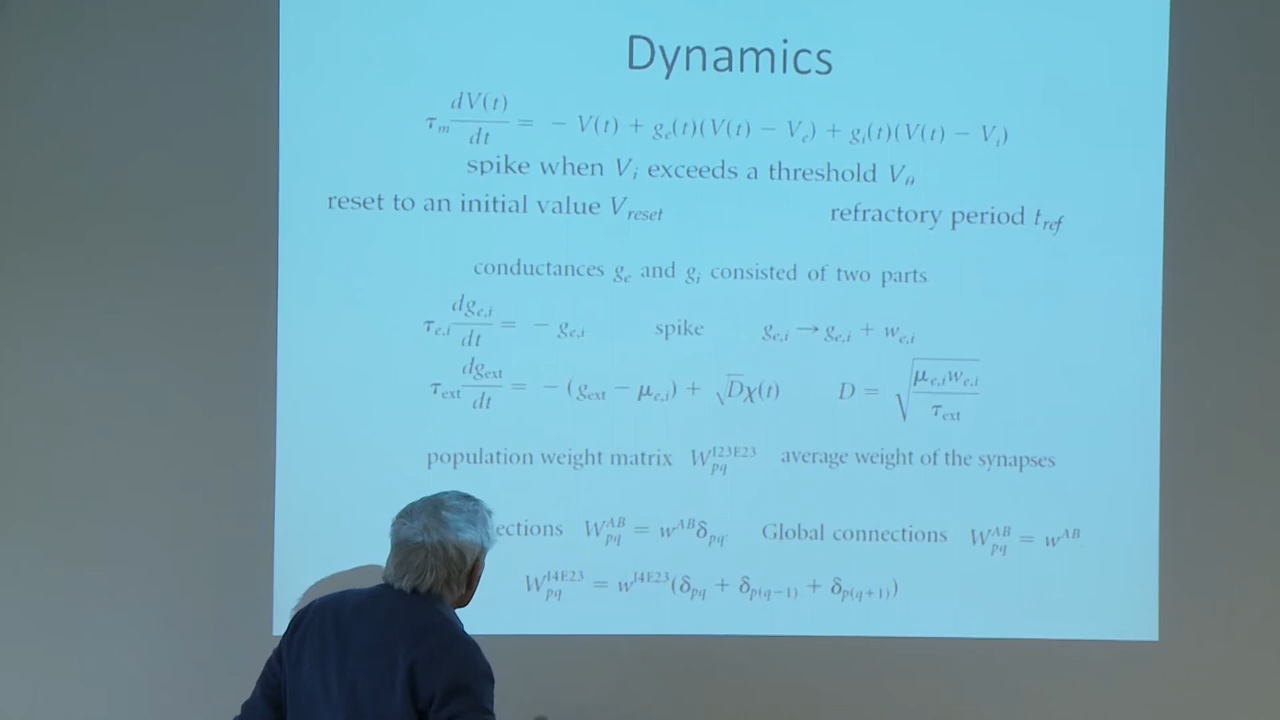 Dynamics
τ_m dV(t)/dt = − V(t) + g_e(t)(V(t) − V_e) + g_i(t)(V(t) − V_i)
spike when V_i exceeds a threshold V_θ
reset to an initial value V_reset refractory period t_ref
conductances g_e and g_i consisted of two parts
τ_e,i dg_e,i/dt = − g_e,i spike g_e,i → g_e,i + w_e,i
τ_ext dg_ext/dt = − (g_ext − μ_e,i) + √D χ(t) D = √(μ_e,i w_e,i / τ_ext)
population weight matrix W_pq^I23E23 average weight of the synapses
ections W_pq^AB = w^AB δ_pq Global connections W_pq^AB = w^AB
W_pq^I4E23 = w^I4E23(δ_pq + δ_p(q−1) + δ_p(q+1))